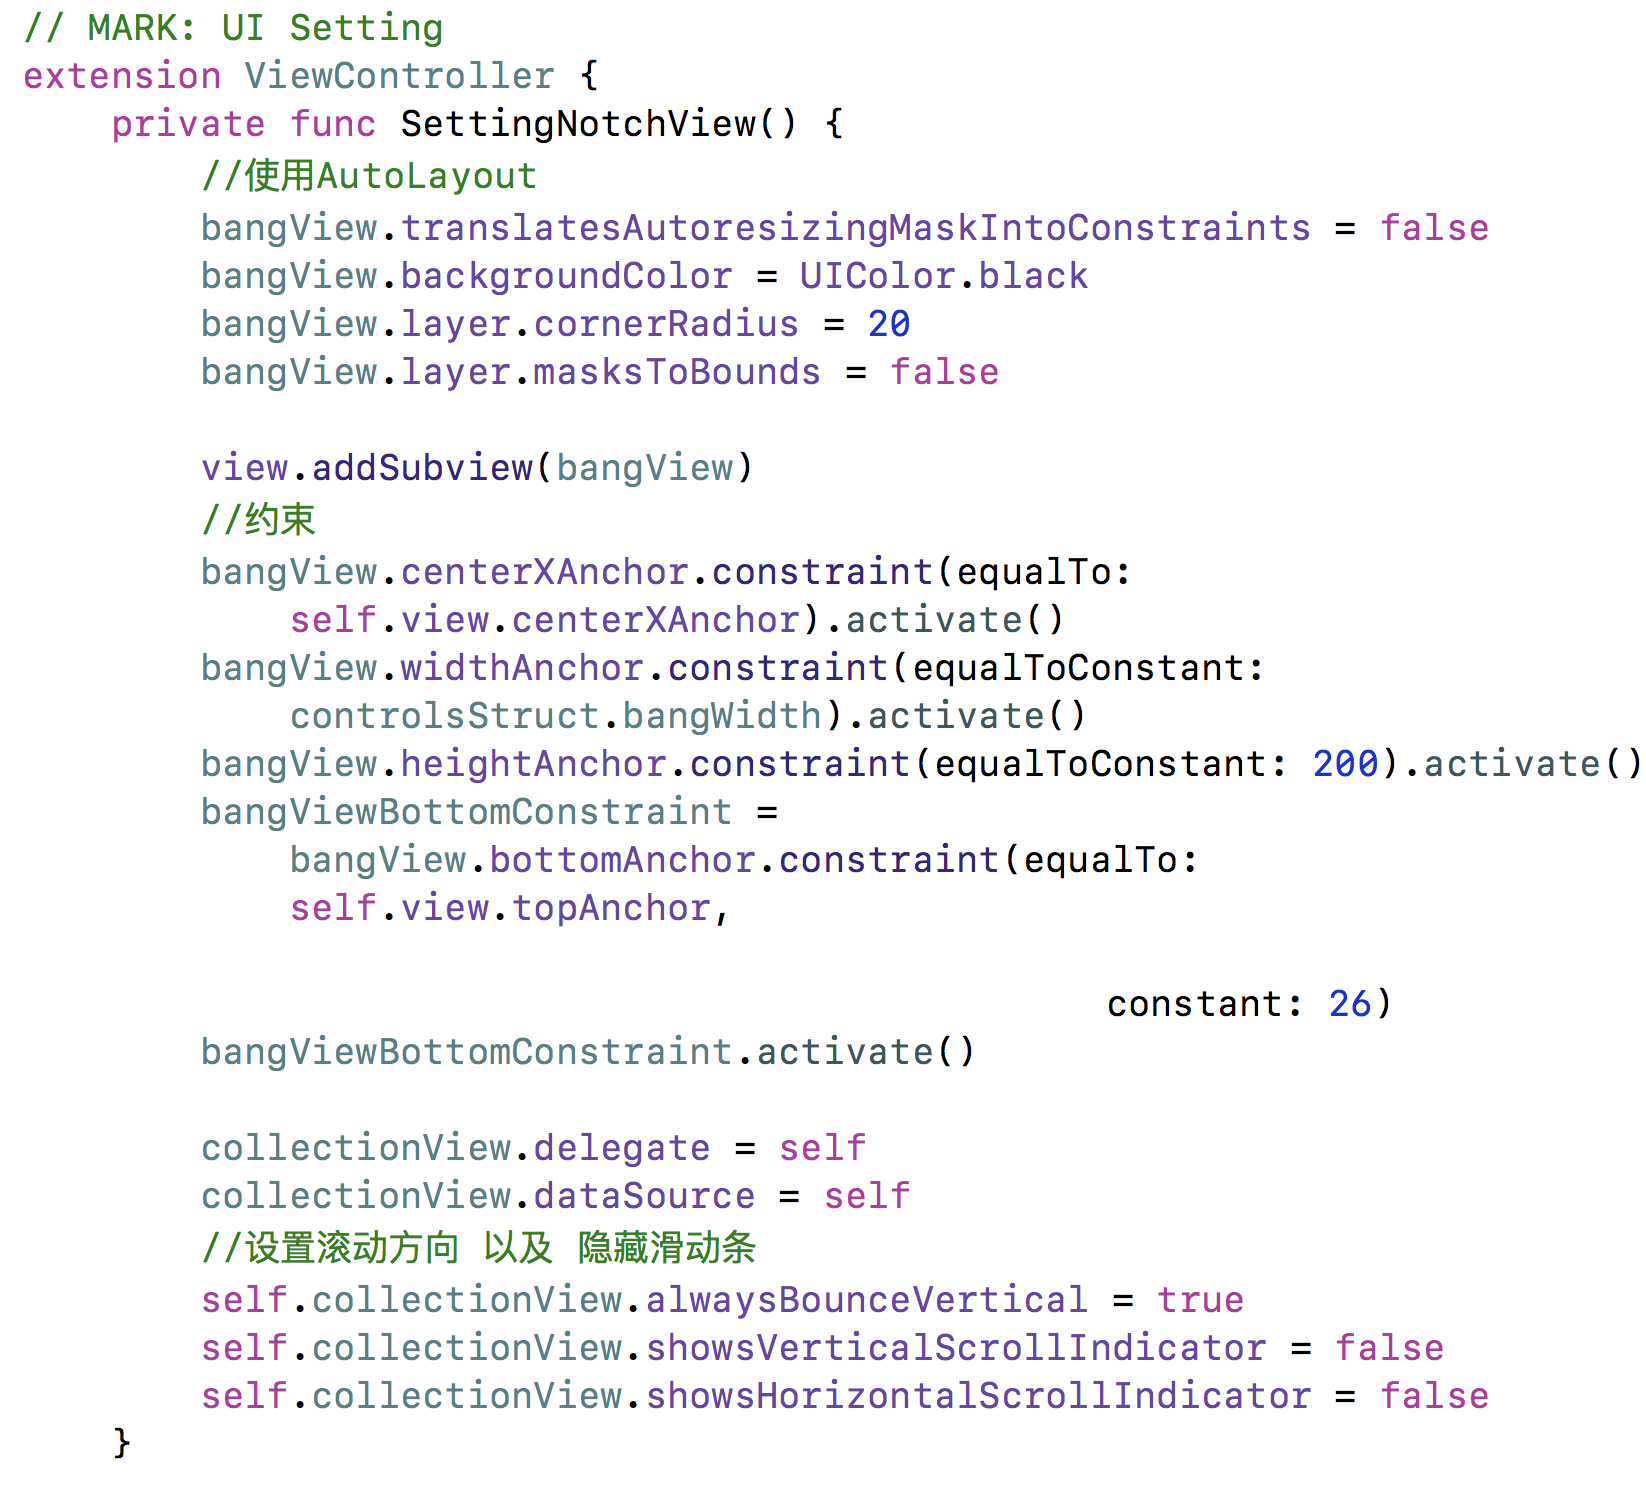 // MARK: UI Setting
extension ViewController {
    private func SettingNotchView() {
        //使用AutoLayout
        bangView.translatesAutoresizingMaskIntoConstraints = false
        bangView.backgroundColor = UIColor.black
        bangView.layer.cornerRadius = 20
        bangView.layer.masksToBounds = false
        view.addSubview(bangView)
        //约束
        bangView.centerXAnchor.constraint(equalTo:
            self.view.centerXAnchor).activate()
        bangView.widthAnchor.constraint(equalToConstant:
            controlsStruct.bangWidth).activate()
        bangView.heightAnchor.constraint(equalToConstant: 200).activate()
        bangViewBottomConstraint =
            bangView.bottomAnchor.constraint(equalTo:
            self.view.topAnchor,
                                                 constant: 26)
        bangViewBottomConstraint.activate()
        collectionView.delegate = self
        collectionView.dataSource = self
        //设置滚动方向 以及 隐藏滑动条
        self.collectionView.alwaysBounceVertical = true
        self.collectionView.showsVerticalScrollIndicator = false
        self.collectionView.showsHorizontalScrollIndicator = false
    }